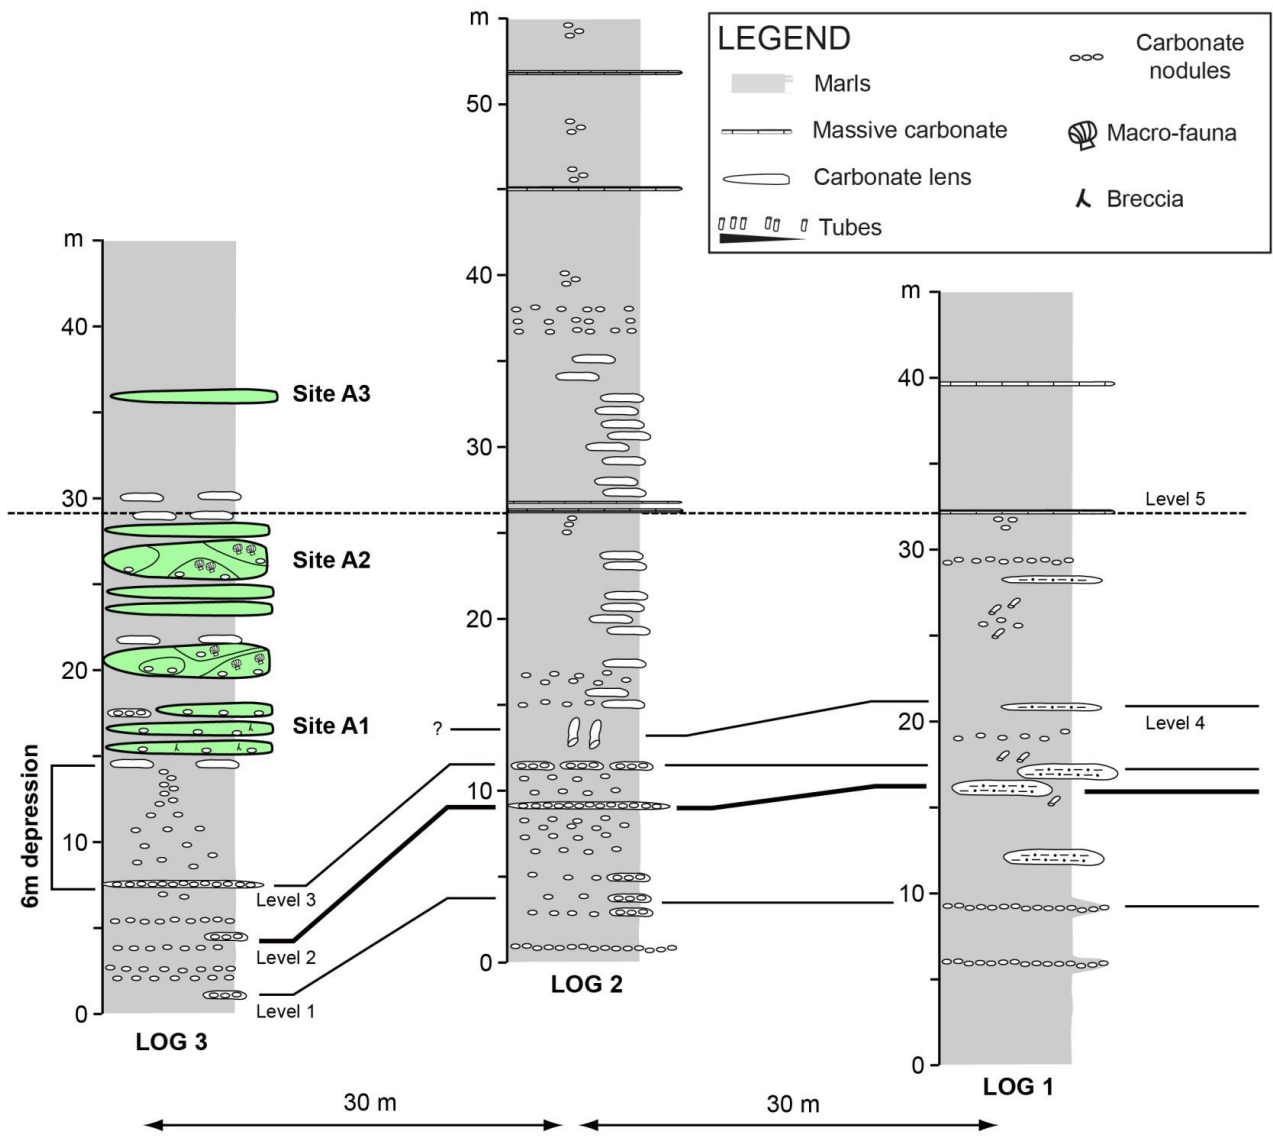 LEGEND
Marls
Massive carbonate
Carbonate lens
Tubes
Carbonate
nodules
Macro-fauna
Breccia
m
40
30
20
10
0
6m depression
Site A3
Site A2
Site A1
Level 3
Level 2
Level 1
LOG 3
m
50
40
30
20
10
0
?
LOG 2
m
40
30
20
10
0
Level 5
Level 4
LOG 1
30 m
30 m